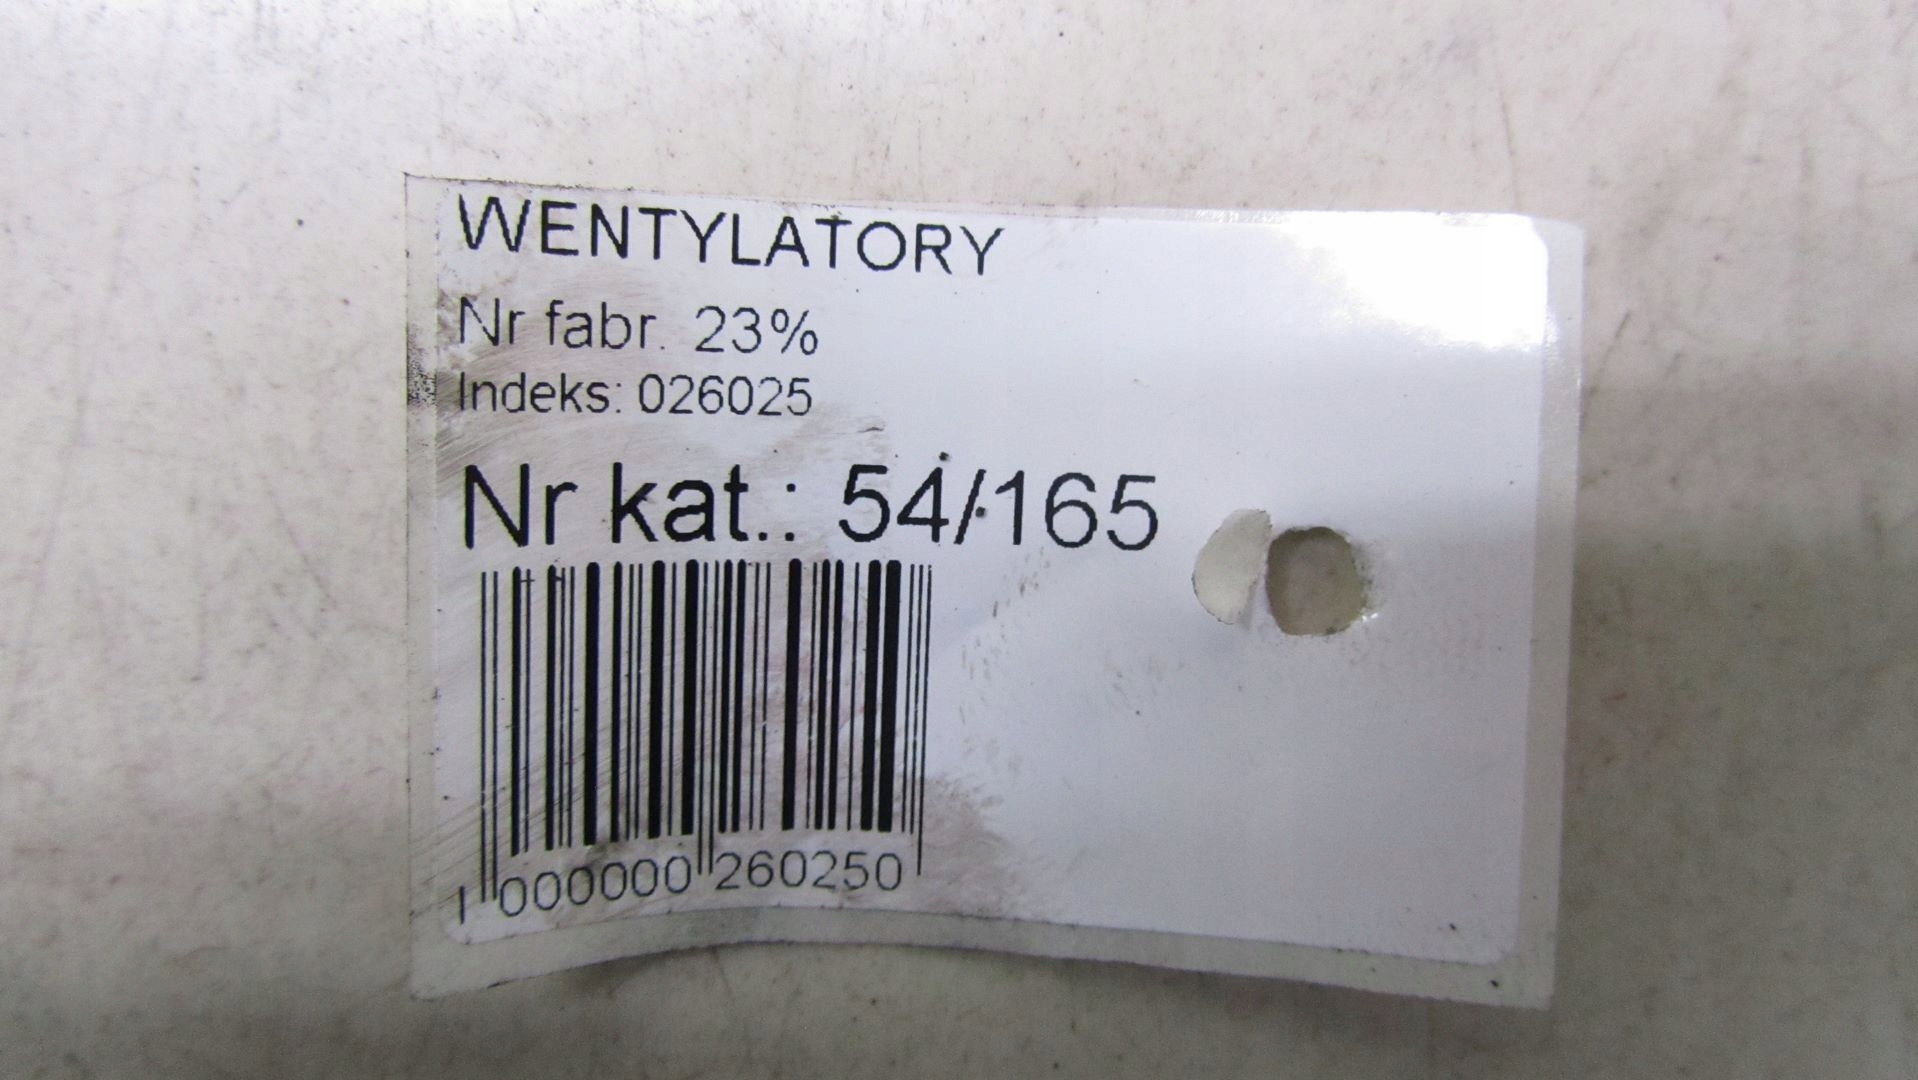 WENTYLATORY
Nr fabr. 23%
Indeks: 026025
Nr kat.: 54/165
1 000000 260250